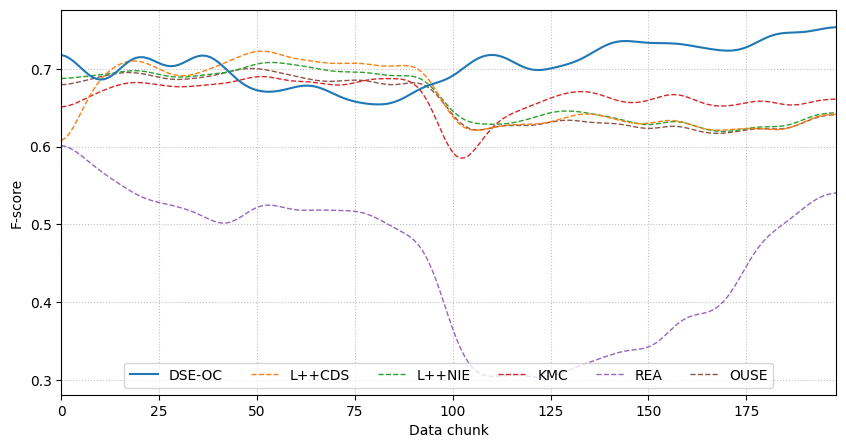 F-score
0.7
0.6
0.5
0.4
0.3
DSE-OC L++CDS L++NIE KMC REA OUSE
0 25 50 75 100 125 150 175
Data chunk